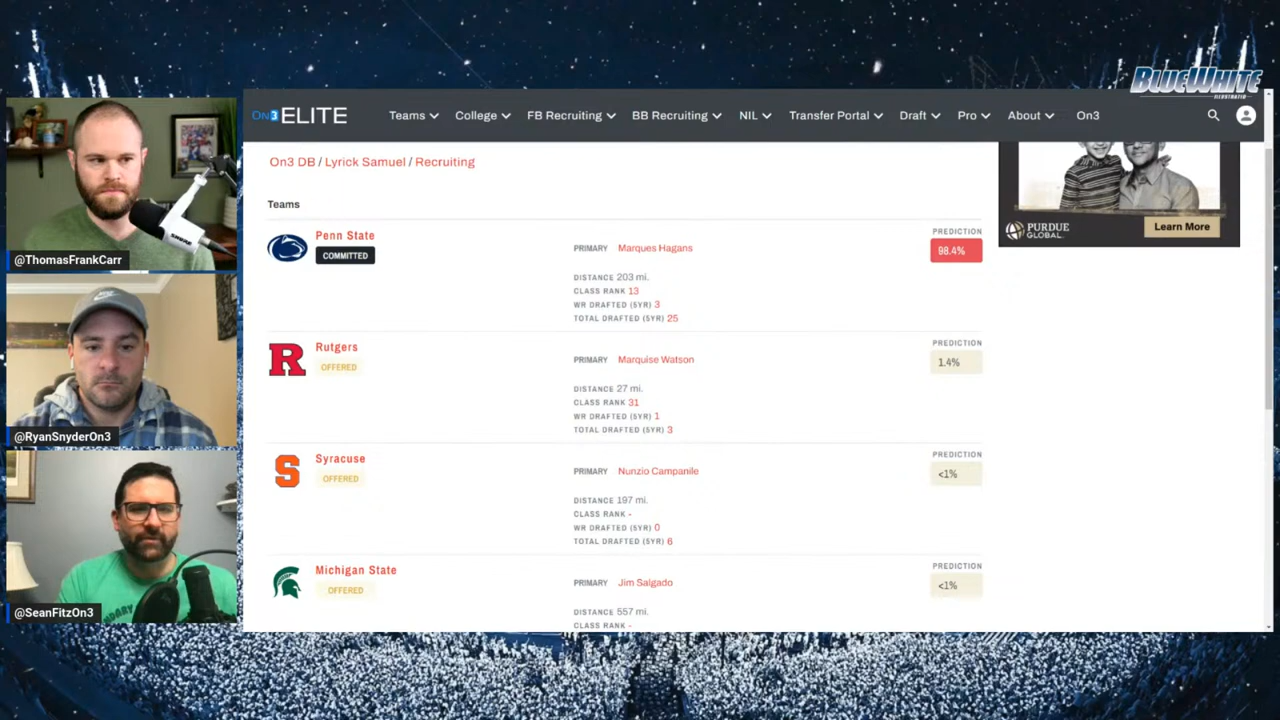 BLUEWHITE
ILLUSTRATED
On3 ELITE
Teams College FB Recruiting BB Recruiting NIL Transfer Portal Draft Pro About On3
On3 DB / Lyrick Samuel / Recruiting
Teams
Penn State
COMMITTED
PRIMARY Marques Hagans
DISTANCE 203 mi.
CLASS RANK 13
WR DRAFTED (5YR) 3
TOTAL DRAFTED (5YR) 25
PREDICTION
98.4%
Rutgers
OFFERED
PRIMARY Marquise Watson
DISTANCE 27 mi.
CLASS RANK 31
WR DRAFTED (5YR) 1
TOTAL DRAFTED (5YR) 3
PREDICTION
1.4%
Syracuse
OFFERED
PRIMARY Nunzio Campanile
DISTANCE 197 mi.
CLASS RANK -
WR DRAFTED (5YR) 0
TOTAL DRAFTED (5YR) 6
PREDICTION
<1%
Michigan State
OFFERED
PRIMARY Jim Salgado
DISTANCE 557 mi.
CLASS RANK -
PREDICTION
<1%
PURDUE
GLOBAL
Learn More
@ThomasFrankCarr
SHURE
@RyanSnyderOn3
@SeanFitzOn3